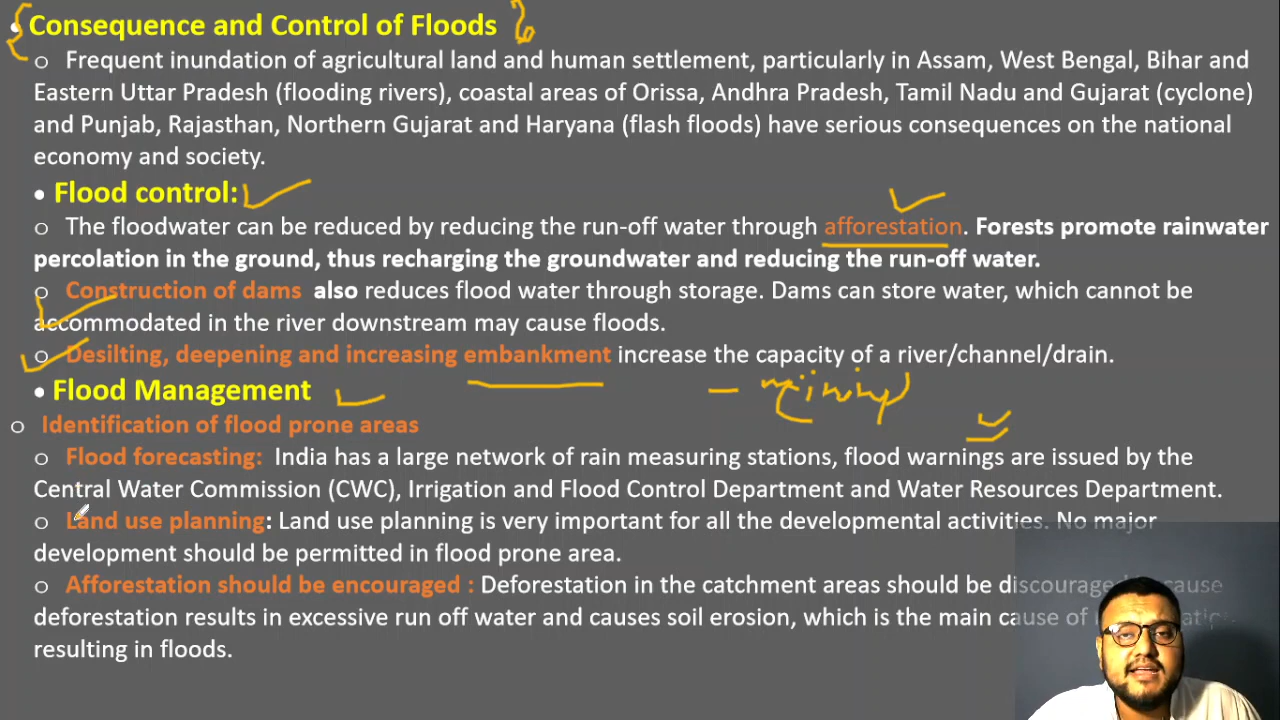 • Consequence and Control of Floods
o Frequent inundation of agricultural land and human settlement, particularly in Assam, West Bengal, Bihar and
Eastern Uttar Pradesh (flooding rivers), coastal areas of Orissa, Andhra Pradesh, Tamil Nadu and Gujarat (cyclone)
and Punjab, Rajasthan, Northern Gujarat and Haryana (flash floods) have serious consequences on the national
economy and society.
• Flood control:
o The floodwater can be reduced by reducing the run-off water through afforestation. Forests promote rainwater
percolation in the ground, thus recharging the groundwater and reducing the run-off water.
o Construction of dams also reduces flood water through storage. Dams can store water, which cannot be
accommodated in the river downstream may cause floods.
o Desilting, deepening and increasing embankment increase the capacity of a river/channel/drain.
• Flood Management
o Identification of flood prone areas
o Flood forecasting: India has a large network of rain measuring stations, flood warnings are issued by the
Central Water Commission (CWC), Irrigation and Flood Control Department and Water Resources Department.
o Land use planning: Land use planning is very important for all the developmental activities. No major
development should be permitted in flood prone area.
o Afforestation should be encouraged : Deforestation in the catchment areas should be discouraged because
deforestation results in excessive run off water and causes soil erosion, which is the main cause of
resulting in floods.